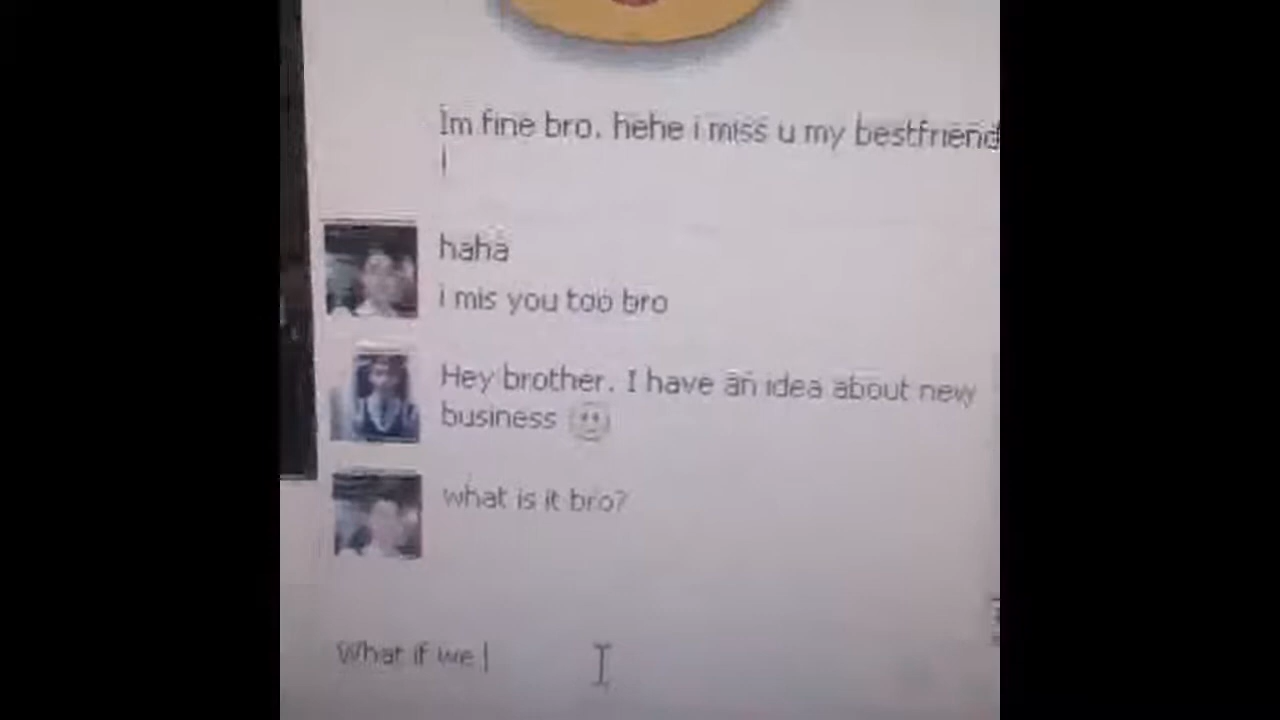 Im fine bro. hehe i miss u my bestfriend
!
haha
i mis you too bro
Hey brother. I have an idea about new
business
what is it bro?
What if we